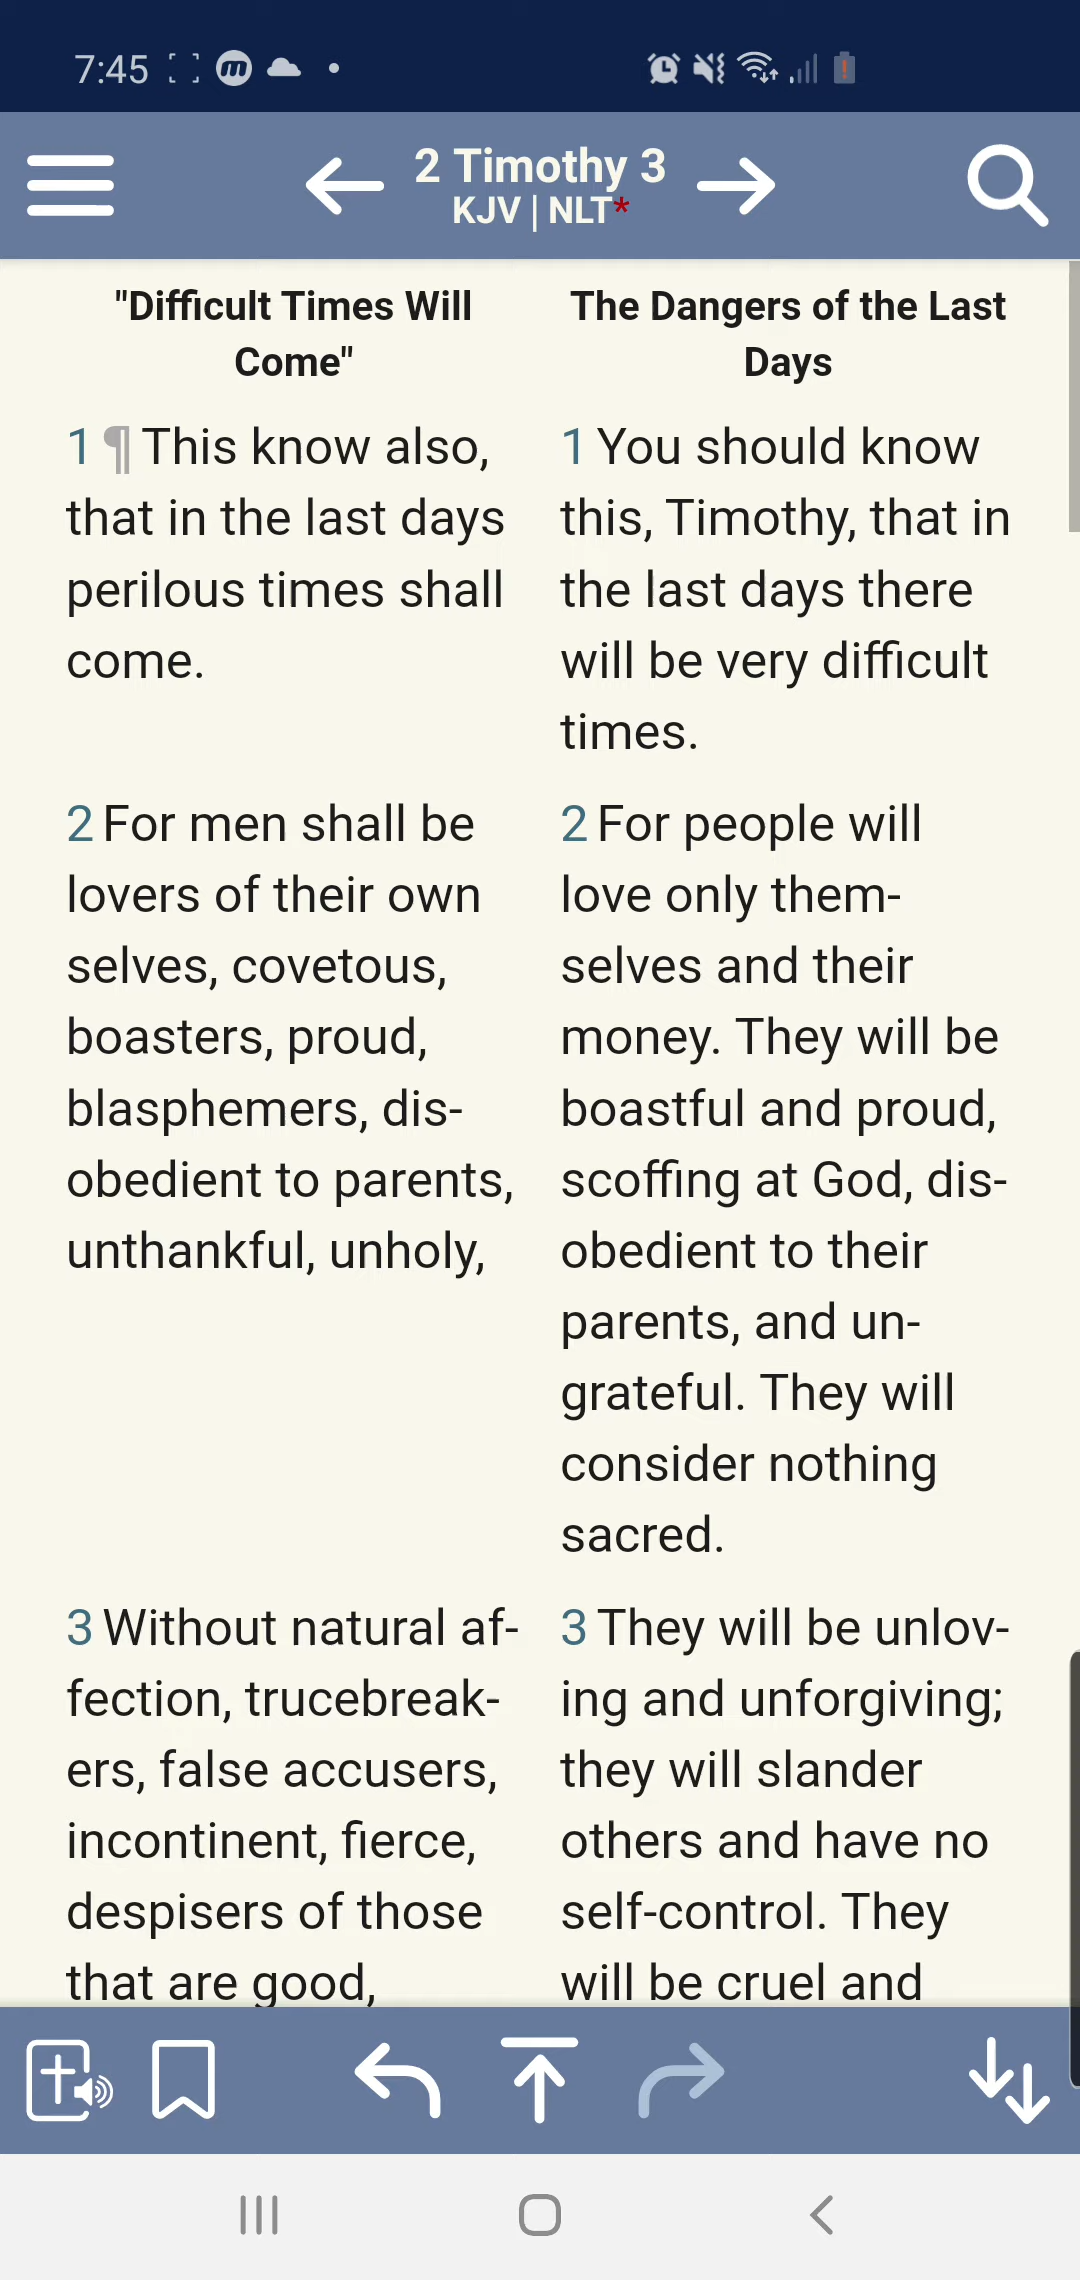 7:45
2 Timothy 3
KJV | NLT*
"Difficult Times Will
Come"
1 ¶ This know also,
that in the last days
perilous times shall
come.
2 For men shall be
lovers of their own
selves, covetous,
boasters, proud,
blasphemers, dis-
obedient to parents,
unthankful, unholy,
3 Without natural af-
fection, trucebreak-
ers, false accusers,
incontinent, fierce,
despisers of those
that are good,
The Dangers of the Last
Days
1 You should know
this, Timothy, that in
the last days there
will be very difficult
times.
2 For people will
love only them-
selves and their
money. They will be
boastful and proud,
scoffing at God, dis-
obedient to their
parents, and un-
grateful. They will
consider nothing
sacred.
3 They will be unlov-
ing and unforgiving;
they will slander
others and have no
self-control. They
will be cruel and